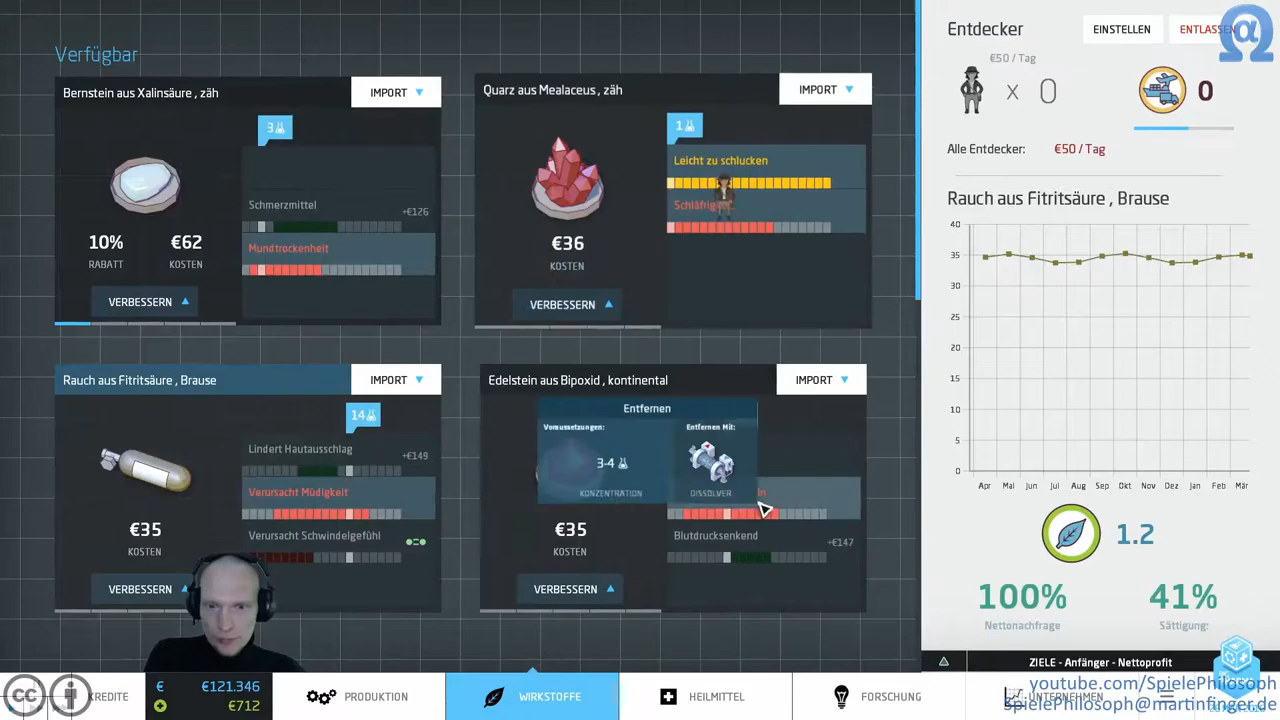 Verfügbar
Bernstein aus Xalinsäure , zäh
IMPORT
3
Schmerzmittel
+€126
Mundtrockenheit
10%
RABATT
€62
KOSTEN
VERBESSERN
Quarz aus Mealaceus , zäh
IMPORT
1
Leicht zu schlucken
€36
KOSTEN
VERBESSERN
Rauch aus Fitritsäure , Brause
IMPORT
14
Lindert Hautausschlag
+€149
Verursacht Müdigkeit
Verursacht Schwindelgefühl
€35
KOSTEN
VERBESSERN
Edelstein aus Bipoxid , kontinental
IMPORT
Entfernen
Voraussetzungen:
3-4
KONZENTRATION
Entfernen Mit:
DISSOLVER
Blutdrucksenkend
+€147
€35
KOSTEN
VERBESSERN
Entdecker
EINSTELLEN
ENTLASSEN
€50 / Tag
X 0
0
Alle Entdecker: €50 / Tag
Rauch aus Fitritsäure , Brause
40
35
30
25
20
15
10
5
0
Apr Mai Jun Jul Aug Sep Okt Nov Dez Jan Feb Mär
1.2
100%
Nettonachfrage
41%
Sättigung:
ZIELE - Anfänger - Nettoprofit
KREDITE
€ €121.346
€712
PRODUKTION
WIRKSTOFFE
HEILMITTEL
FORSCHUNG
UNTERNEHMEN
youtube.com/SpielePhilosoph
SpielePhilosoph@martinfinger.de